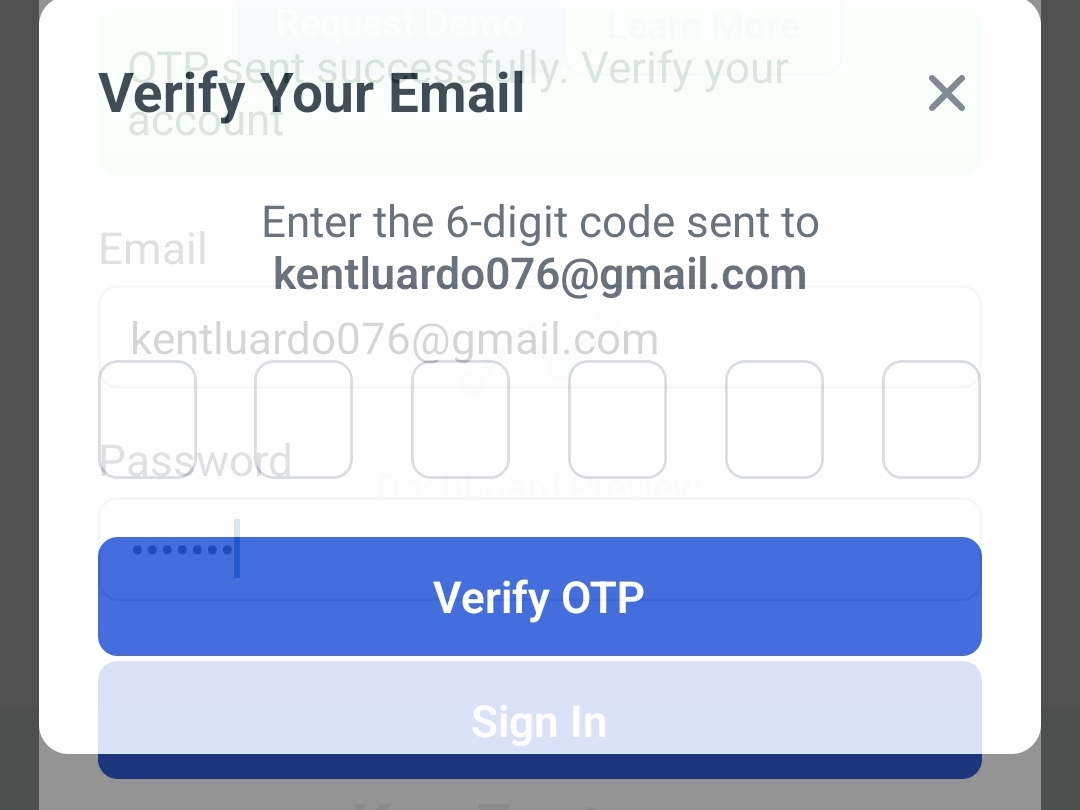 Request Demo
Learn More
OTP sent successfully. Verify your
account
Verify Your Email
Enter the 6-digit code sent to
kentluardo076@gmail.com
Email
kentluardo076@gmail.com
Password
Dashboard Preview
Verify OTP
Sign In